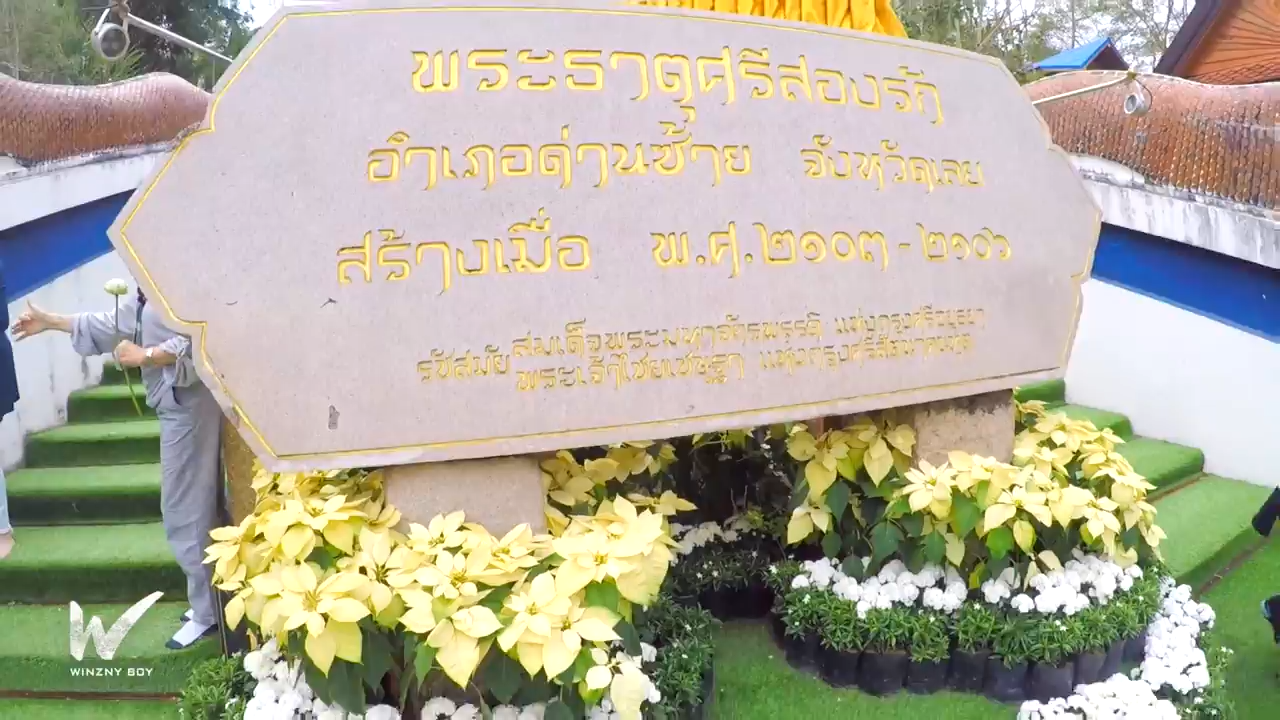 พระธาตุศรีสองรัก
อำเภอด่านซ้าย จังหวัดเลย
สร้างเมื่อ พ.ศ.๒๑๐๓ - ๒๑๐๖
รัชสมัย สมเด็จพระมหาจักรพรรดิ แห่งกรุงศรีอยุธยา
พระเจ้าไชยเชษฐา แห่งกรุงศรีสัตนาคนหุต
WINZNY BOY